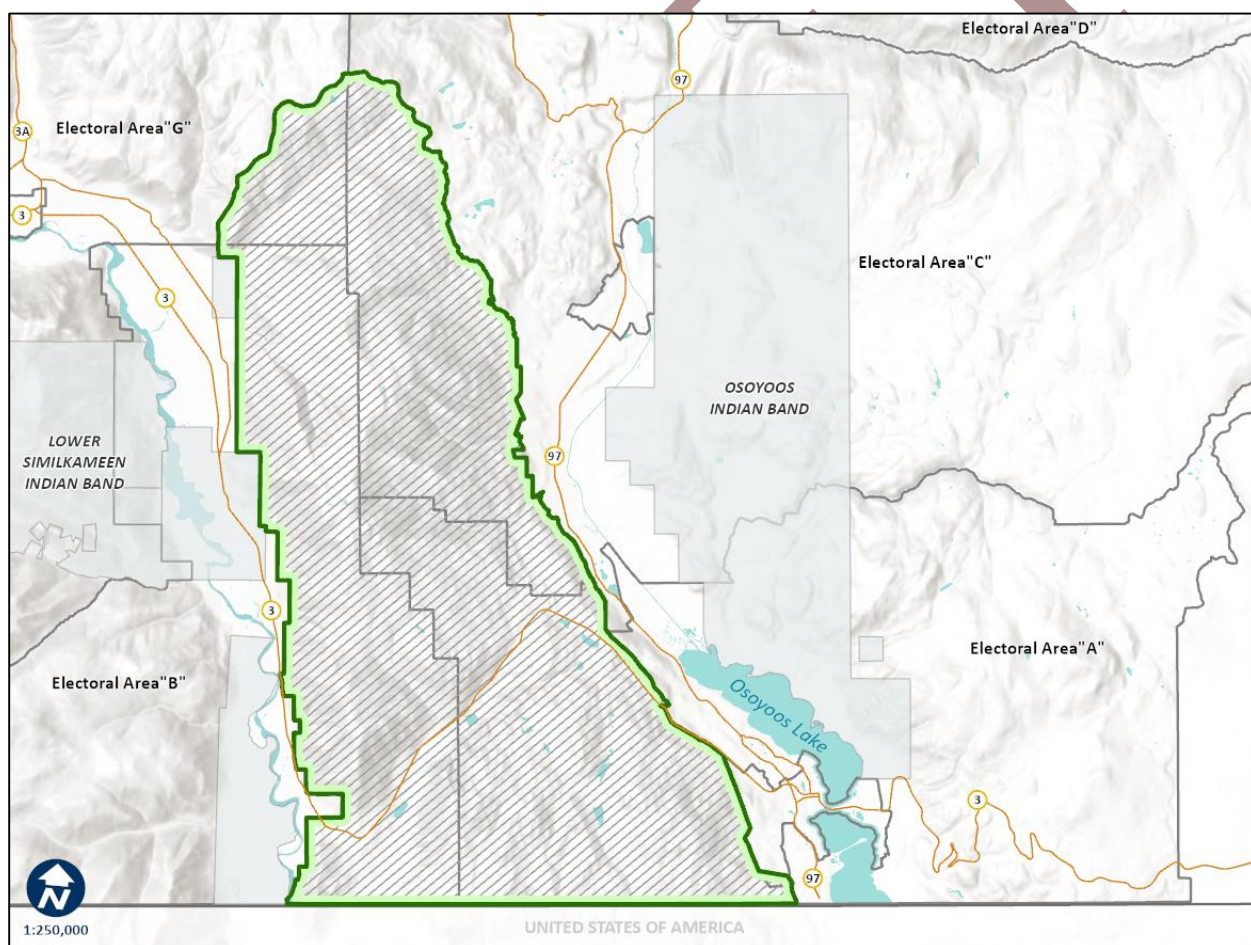 Electoral Area"D"
97
Electoral Area"G"
3A
3
Electoral Area"C"
3
OSOYOOS
INDIAN BAND
LOWER
SIMILKAMEEN
INDIAN BAND
97
3
Electoral Area"A"
Electoral Area"B"
Osoyoos Lake
3
97
N
1:250,000
UNITED STATES OF AMERICA